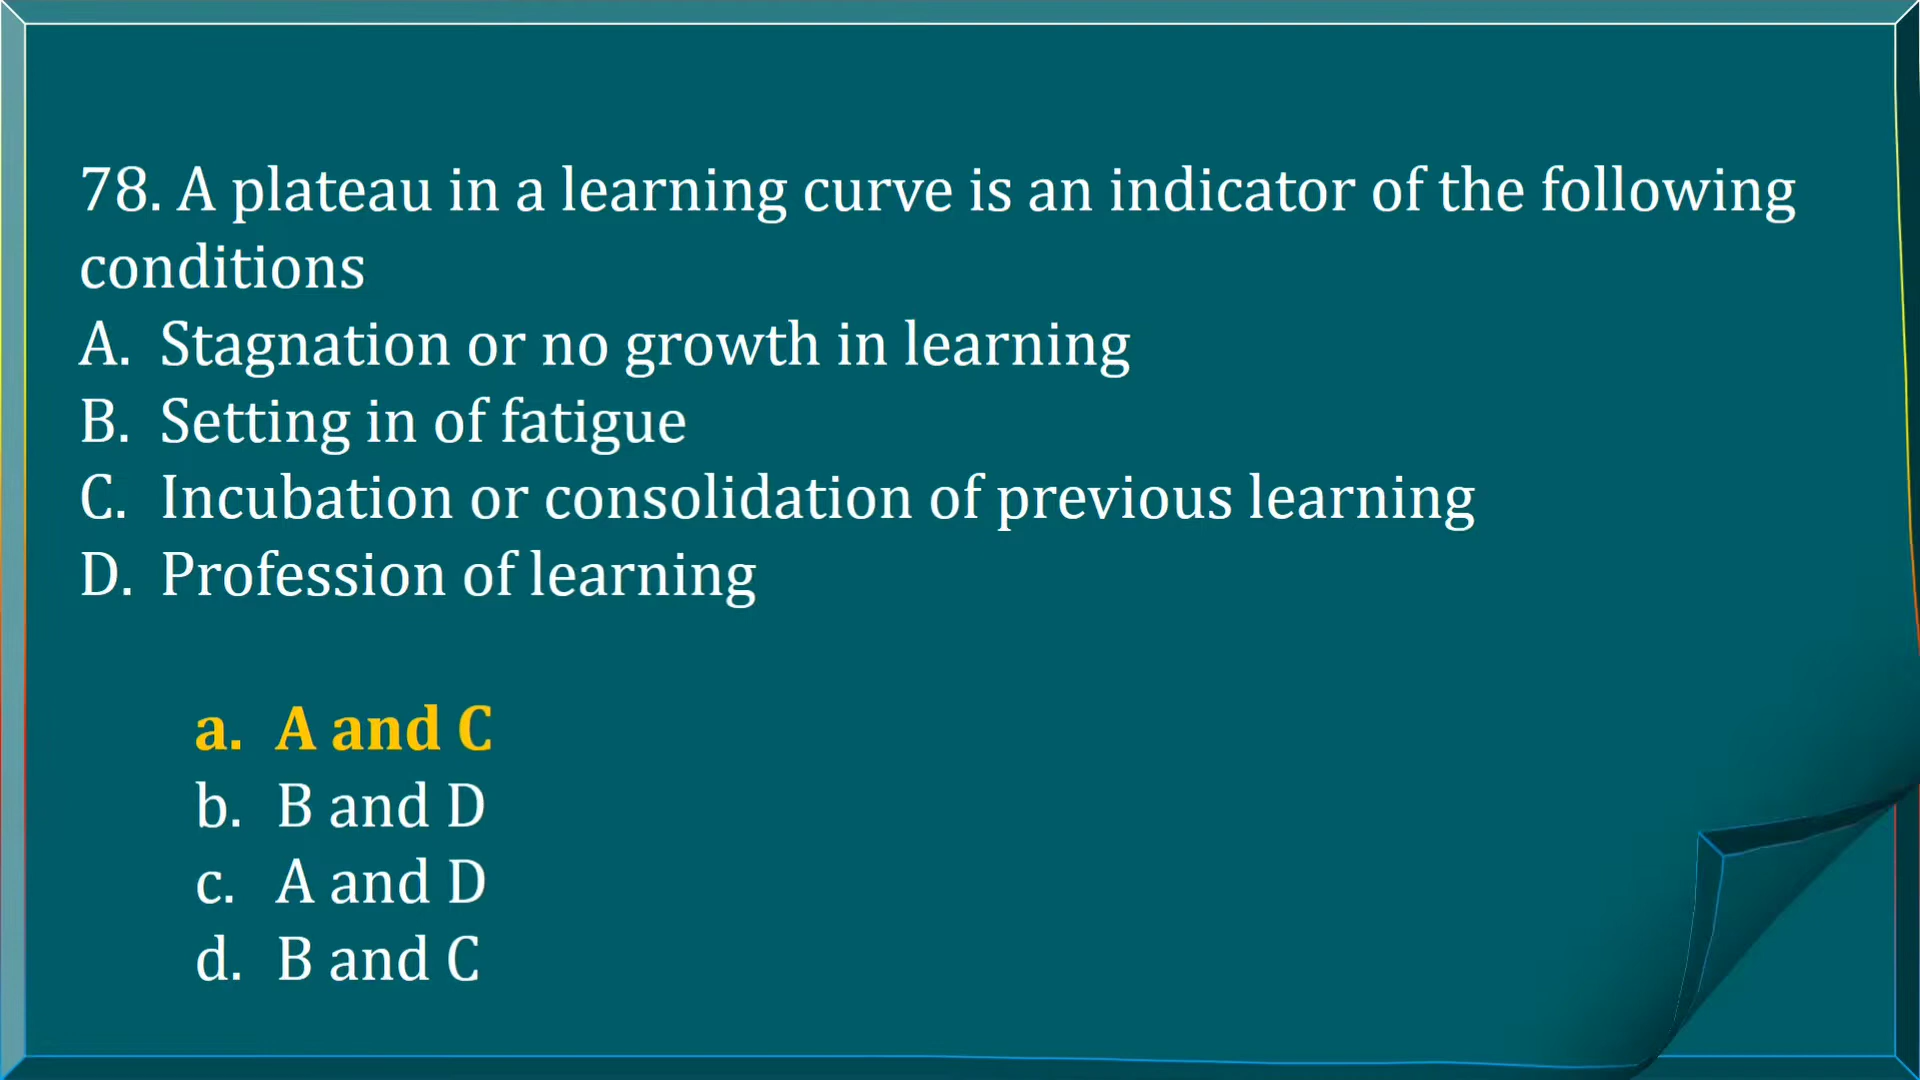 78. A plateau in a learning curve is an indicator of the following
conditions
A. Stagnation or no growth in learning
B. Setting in of fatigue
C. Incubation or consolidation of previous learning
D. Profession of learning
a. A and C
b. B and D
c. A and D
d. B and C